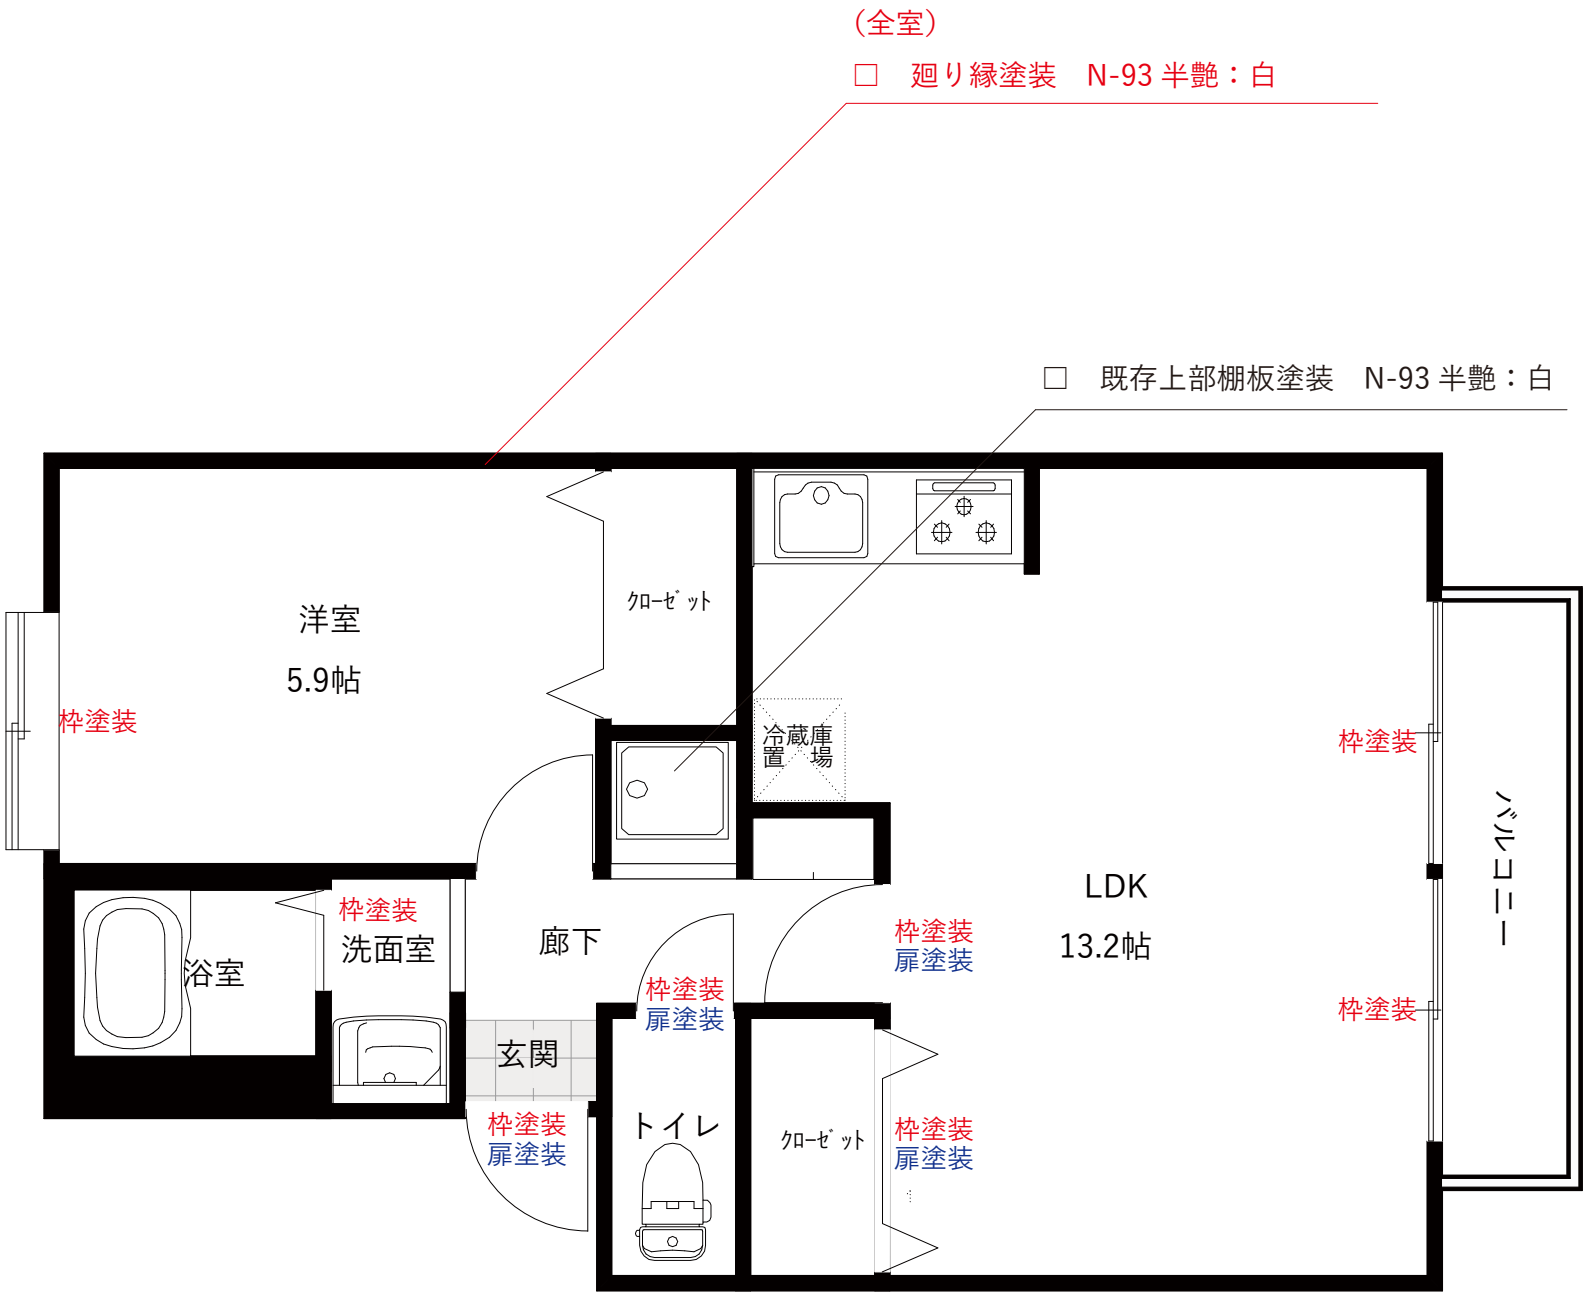 （全室）
□　廻り縁塗装　N-93 半艶：白
□　既存上部棚板塗装　N-93 半艶：白
洋室
5.9帖
枠塗装
ｸﾛｰｾﾞｯﾄ
冷蔵庫
置　場
枠塗装
バルコニー
LDK
13.2帖
枠塗装
枠塗装
洗面室
浴室
廊下
枠塗装
扉塗装
枠塗装
扉塗装
玄関
枠塗装
扉塗装
トイレ
ｸﾛｰｾﾞｯﾄ
枠塗装
扉塗装